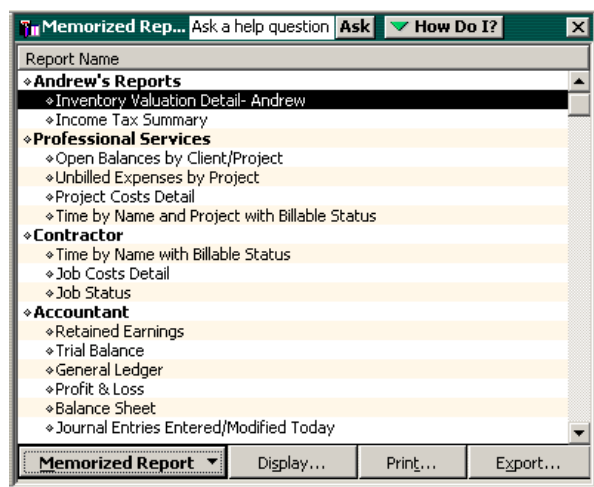 Memorized Rep... Ask a help question Ask How Do I? X
Report Name
Andrew's Reports
Inventory Valuation Detail- Andrew
Income Tax Summary
Professional Services
Open Balances by Client/Project
Unbilled Expenses by Project
Project Costs Detail
Time by Name and Project with Billable Status
Contractor
Time by Name with Billable Status
Job Costs Detail
Job Status
Accountant
Retained Earnings
Trial Balance
General Ledger
Profit & Loss
Balance Sheet
Journal Entries Entered/Modified Today
Memorized Report Display... Print... Export...